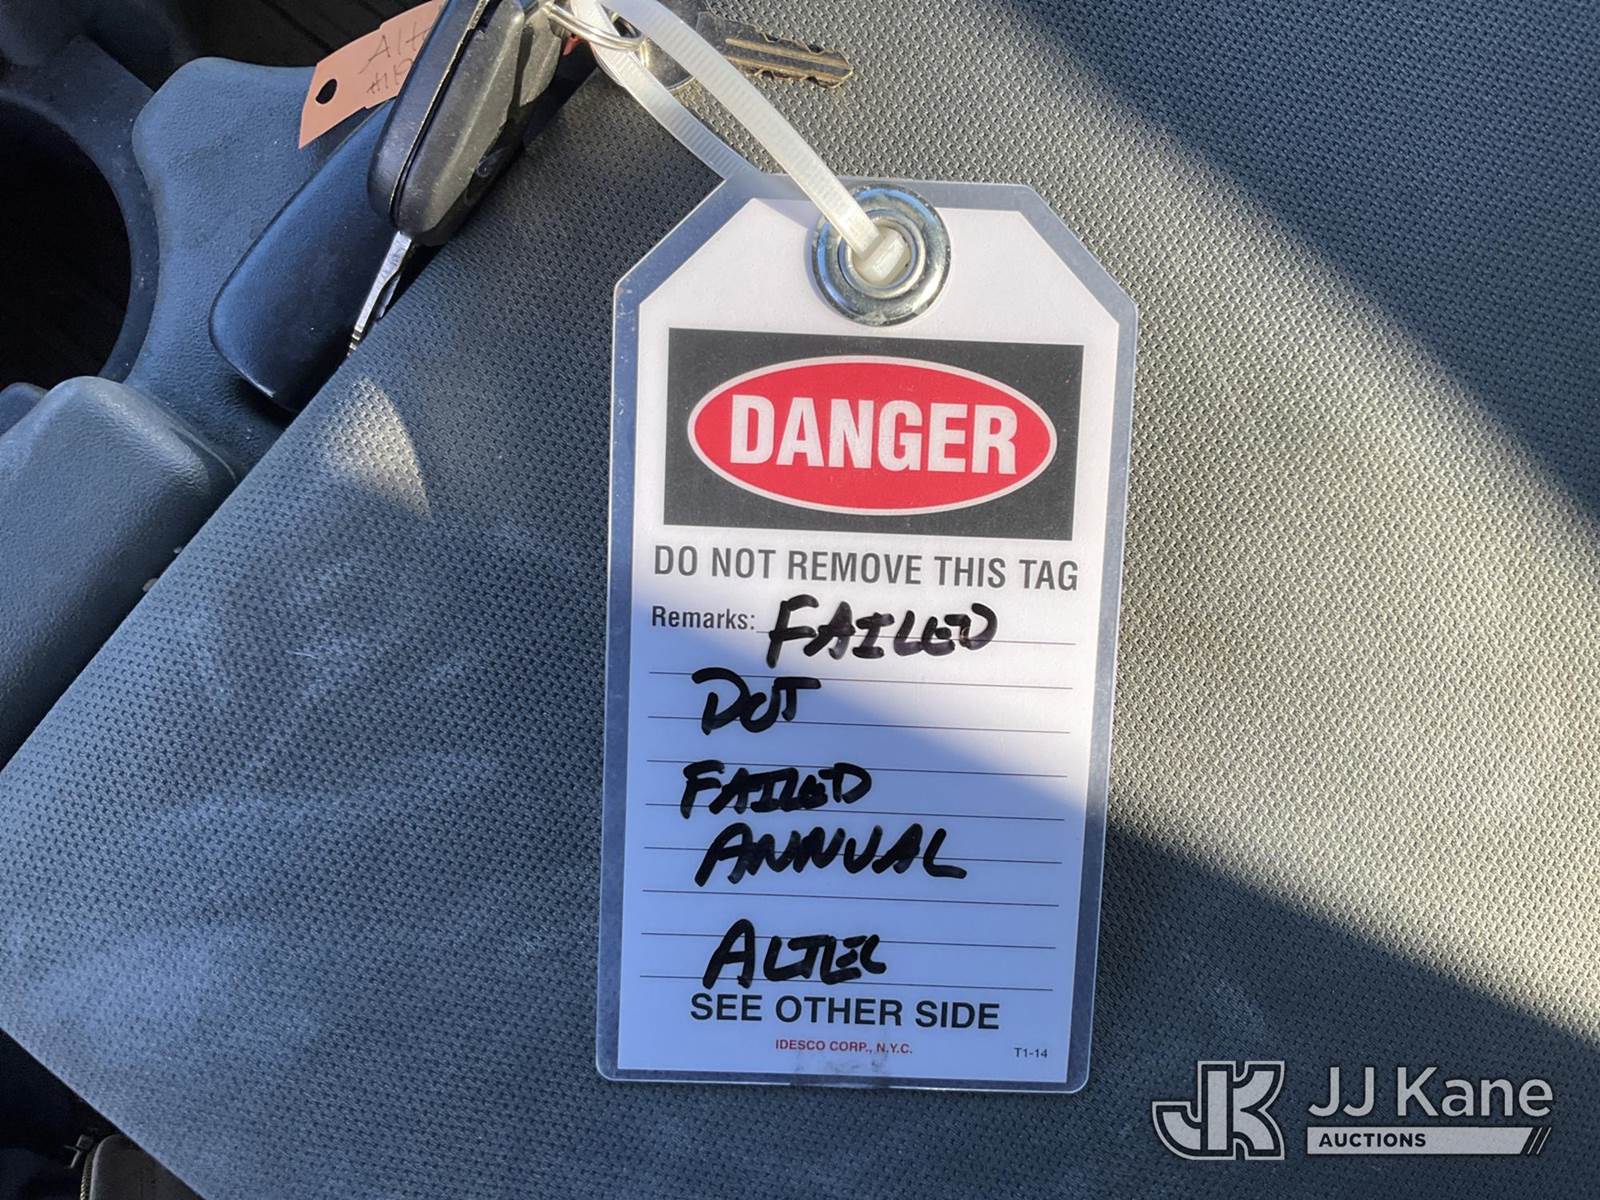 DANGER
DO NOT REMOVE THIS TAG
Remarks: FAILED
DOT
FAILED
ANNUAL
ALTEC
SEE OTHER SIDE
IDESCO CORP., N.Y.C.
T1-14
JK
JJ Kane
AUCTIONS